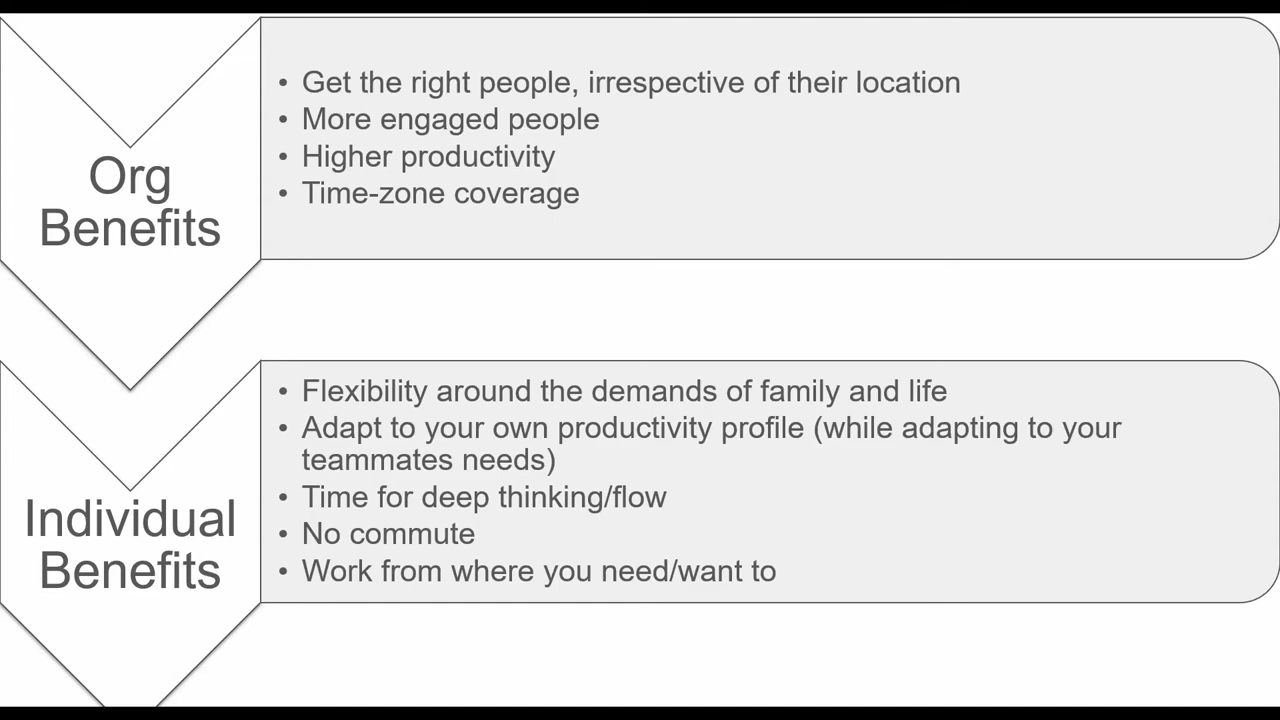 Org
Benefits
• Get the right people, irrespective of their location
• More engaged people
• Higher productivity
• Time-zone coverage
Individual
Benefits
• Flexibility around the demands of family and life
• Adapt to your own productivity profile (while adapting to your
teammates needs)
• Time for deep thinking/flow
• No commute
• Work from where you need/want to